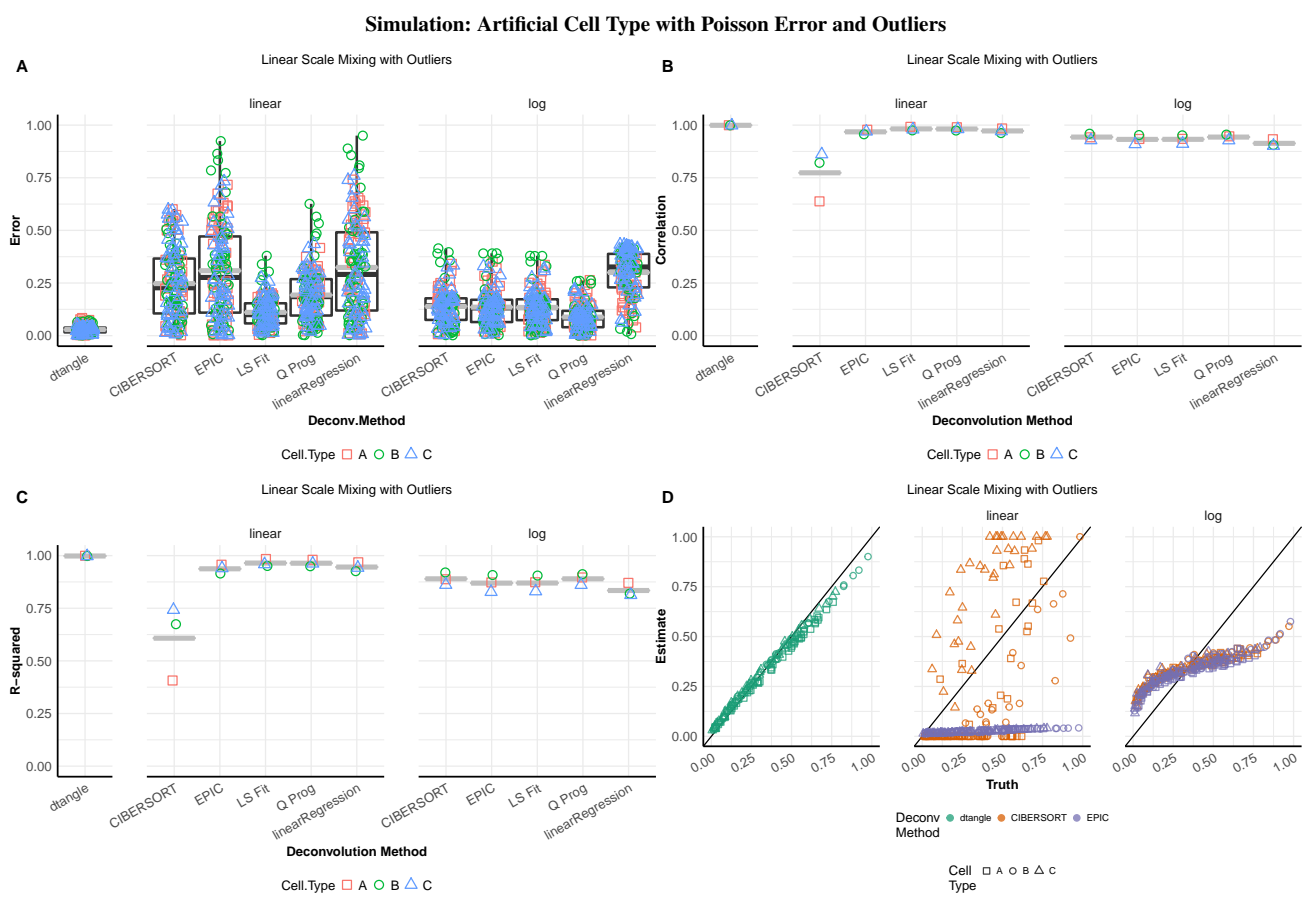 Simulation: Artificial Cell Type with Poisson Error and Outliers
A
Linear Scale Mixing with Outliers
linear
log
Error
1.00
0.75
0.50
0.25
0.00
dtangle
CIBERSORT
EPIC
LS Fit
Q Prog
linearRegression
CIBERSORT
EPIC
LS Fit
Q Prog
linearRegression
Deconv.Method
Cell.Type A B C
B
Linear Scale Mixing with Outliers
linear
log
Correlation
1.00
0.75
0.50
0.25
0.00
dtangle
CIBERSORT
EPIC
LS Fit
Q Prog
linearRegression
CIBERSORT
EPIC
LS Fit
Q Prog
linearRegression
Deconvolution Method
Cell.Type A B C
C
Linear Scale Mixing with Outliers
linear
log
R-squared
1.00
0.75
0.50
0.25
0.00
dtangle
CIBERSORT
EPIC
LS Fit
Q Prog
linearRegression
CIBERSORT
EPIC
LS Fit
Q Prog
linearRegression
Deconvolution Method
Cell.Type A B C
D
Linear Scale Mixing with Outliers
linear
log
Estimate
1.00
0.75
0.50
0.25
0.00
0.00 0.25 0.50 0.75 1.00
0.00 0.25 0.50 0.75 1.00
0.00 0.25 0.50 0.75 1.00
Truth
Deconv
Method
dtangle CIBERSORT EPIC
Cell
Type
A B C